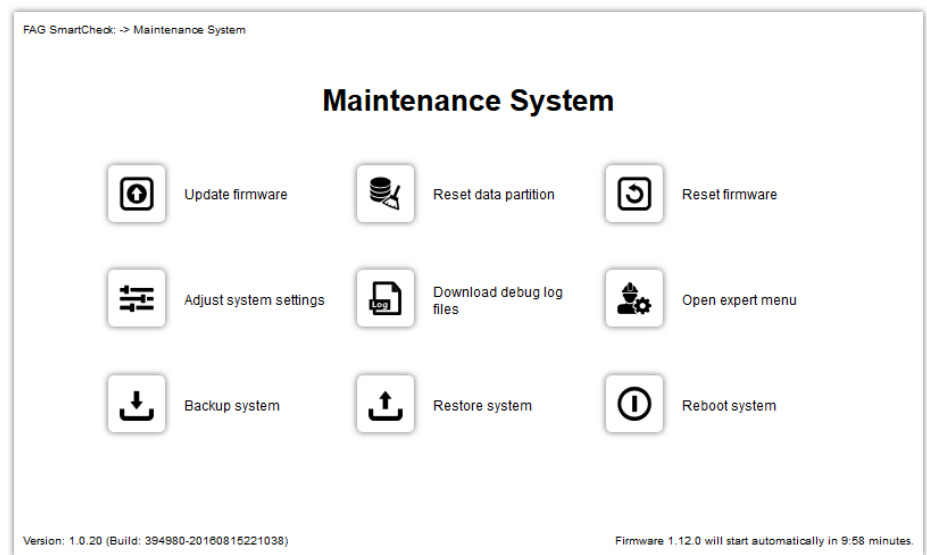 FAG SmartCheck: -> Maintenance System
Maintenance System
Update firmware
Reset data partition
Reset firmware
Adjust system settings
Download debug log
files
Log
Open expert menu
Backup system
Restore system
Reboot system
Version: 1.0.20 (Build: 394980-20160815221038)
Firmware 1.12.0 will start automatically in 9:58 minutes.